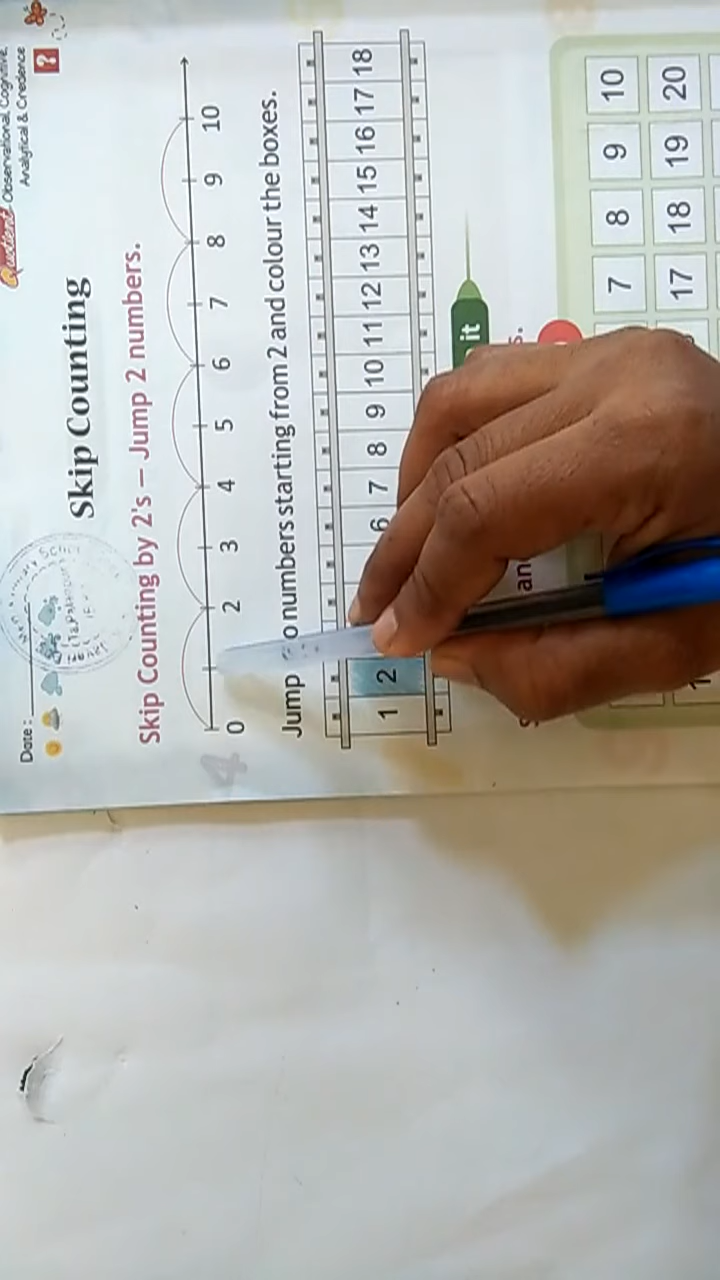 Quotient
Observational, Cognitive
Analytical & Credence
?
Date :
Skip Counting
Skip Counting by 2's – Jump 2 numbers.
0 1 2 3 4 5 6 7 8 9 10
Jump o numbers starting from 2 and colour the boxes.
1 2 6 7 8 9 10 11 12 13 14 15 16 17 18
it
an s.
7 8 9 10
17 18 19 20